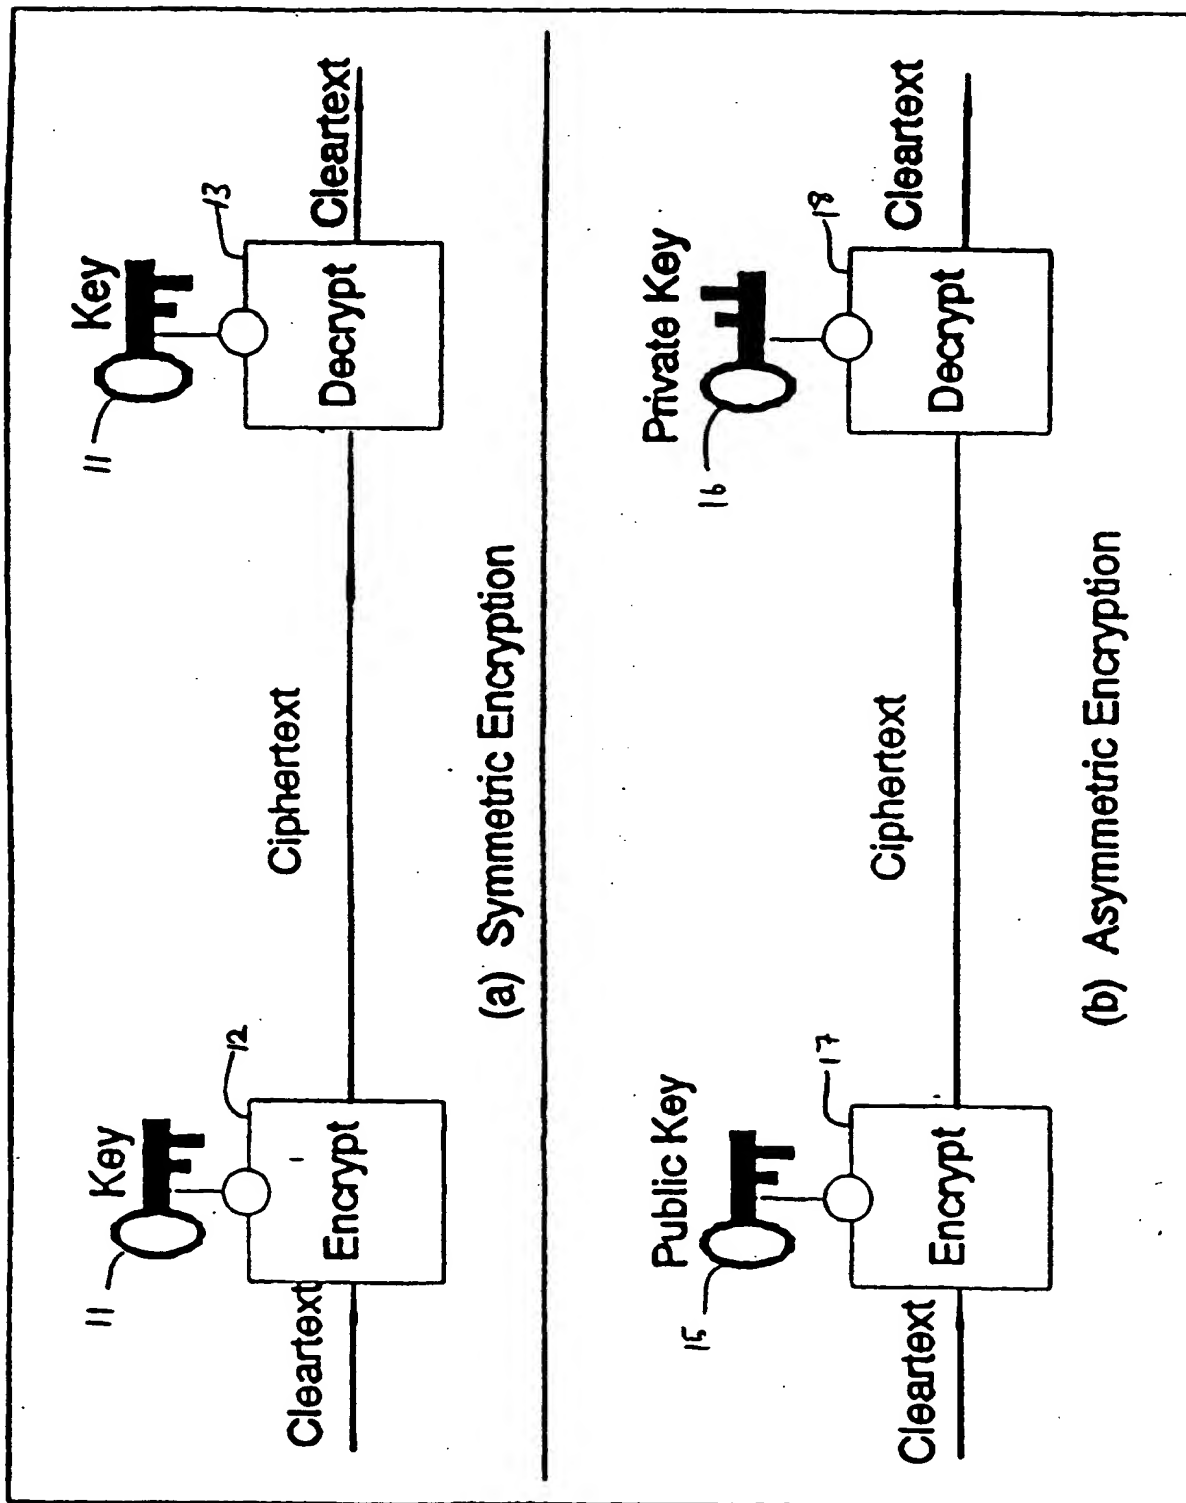 Key
Key
11
11
12
13
Cleartext
Encrypt
Ciphertext
Decrypt
Cleartext
(a) Symmetric Encryption
Public Key
Private Key
15
16
17
18
Cleartext
Encrypt
Ciphertext
Decrypt
Cleartext
(b) Asymmetric Encryption